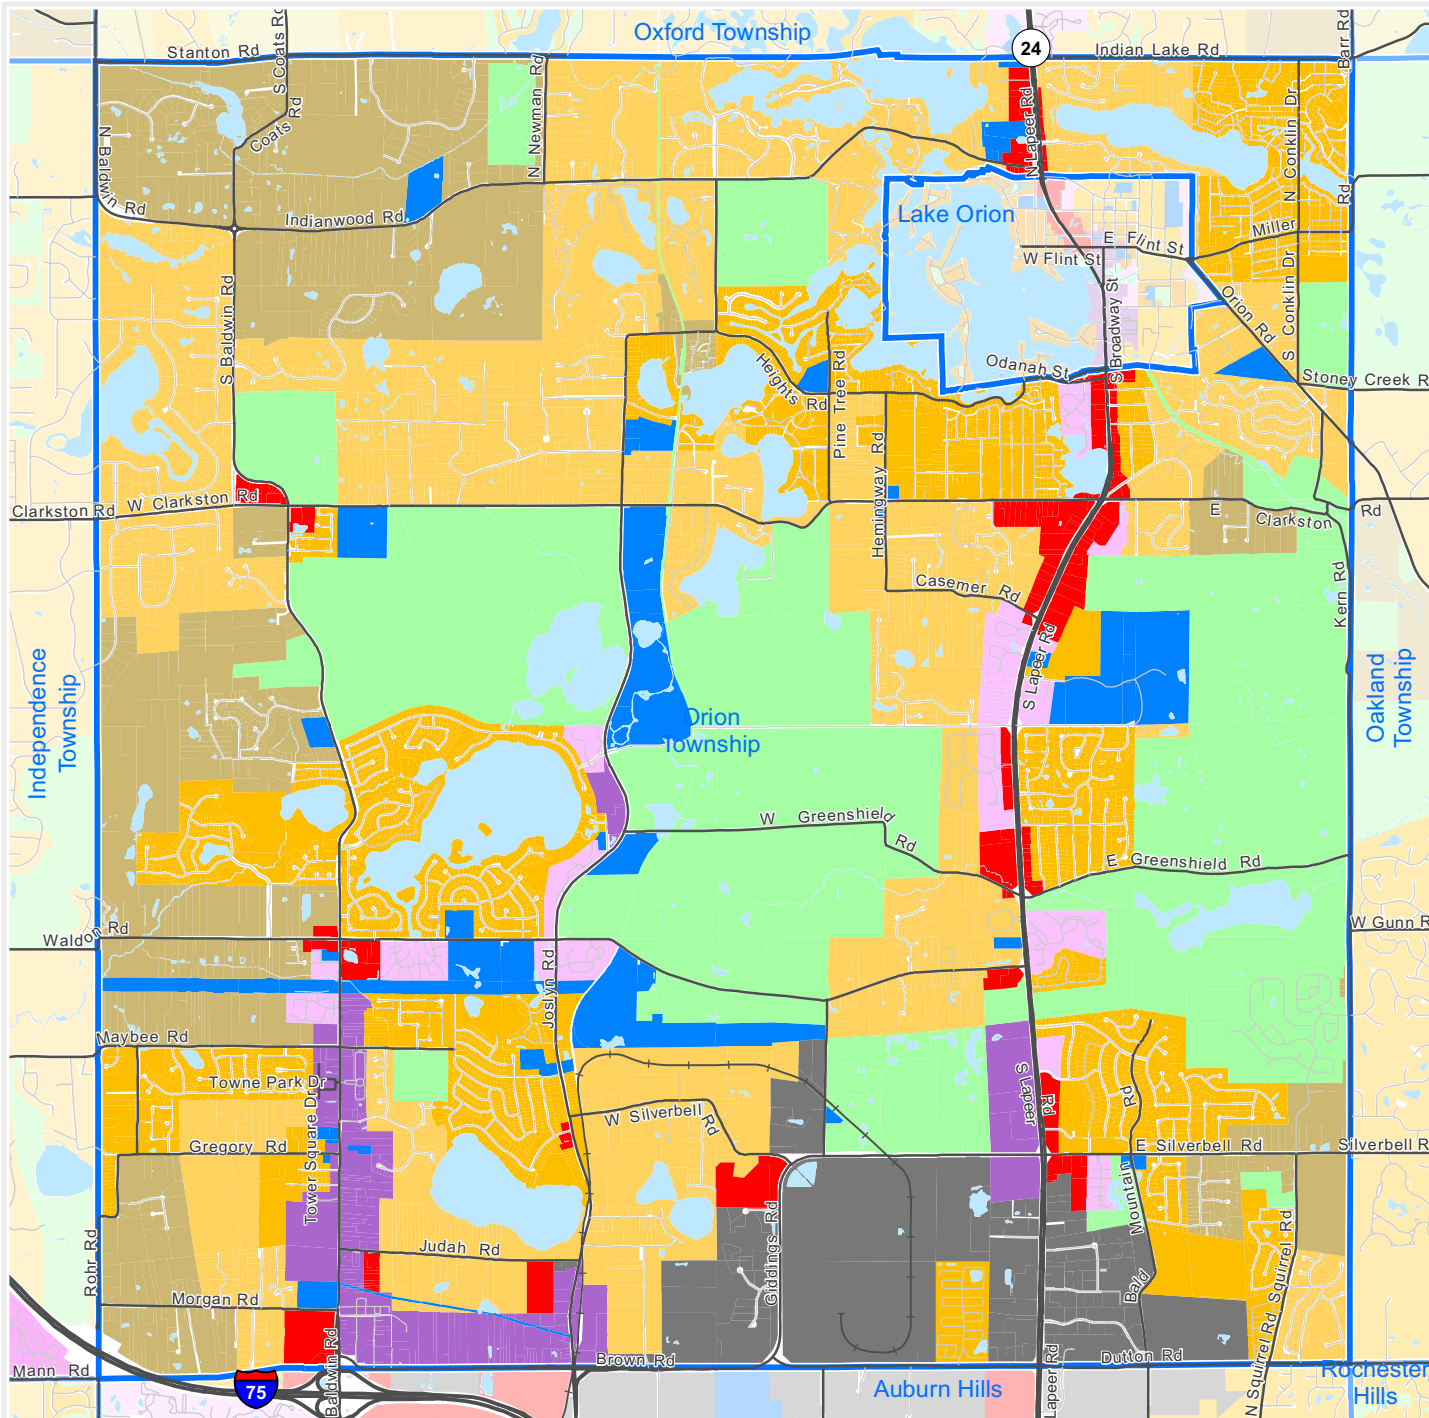 Oxford Township
Stanton Rd
S Coats Rd
24
Indian Lake Rd
Barr Rd
N Newman Rd
N Lapeer Rd
N Conklin Dr
Coats Rd
N Baldwin Rd
Indianwood Rd
Lake Orion
E Flint St
W Flint St
Miller Rd
S Baldwin Rd
S Broadway St
Orion Rd
S Conklin Dr
Heights Rd
Pine Tree Rd
Odanah St
Stoney Creek R
Hemingway Rd
Clarkston Rd
W Clarkston Rd
E Clarkston Rd
Casemer Rd
Kern Rd
S Lapeer Rd
Independence
Township
Orion
Township
Oakland
Township
W Greenshield Rd
E Greenshield Rd
Waldon Rd
W Gunn R
Joslyn Rd
Maybee Rd
Towne Park Dr
Tower Square Dr
W Silverbell Rd
S Lapeer Rd
Gregory Rd
E Silverbell Rd
Silverbell R
Bald Mountain Rd
Judah Rd
Giddings Rd
Rohr Rd
Morgan Rd
N Squirrel Rd
Squirrel Rd
Mann Rd
75
Baldwin Rd
Brown Rd
Dutton Rd
Lapeer Rd
Auburn Hills
Rochester
Hills